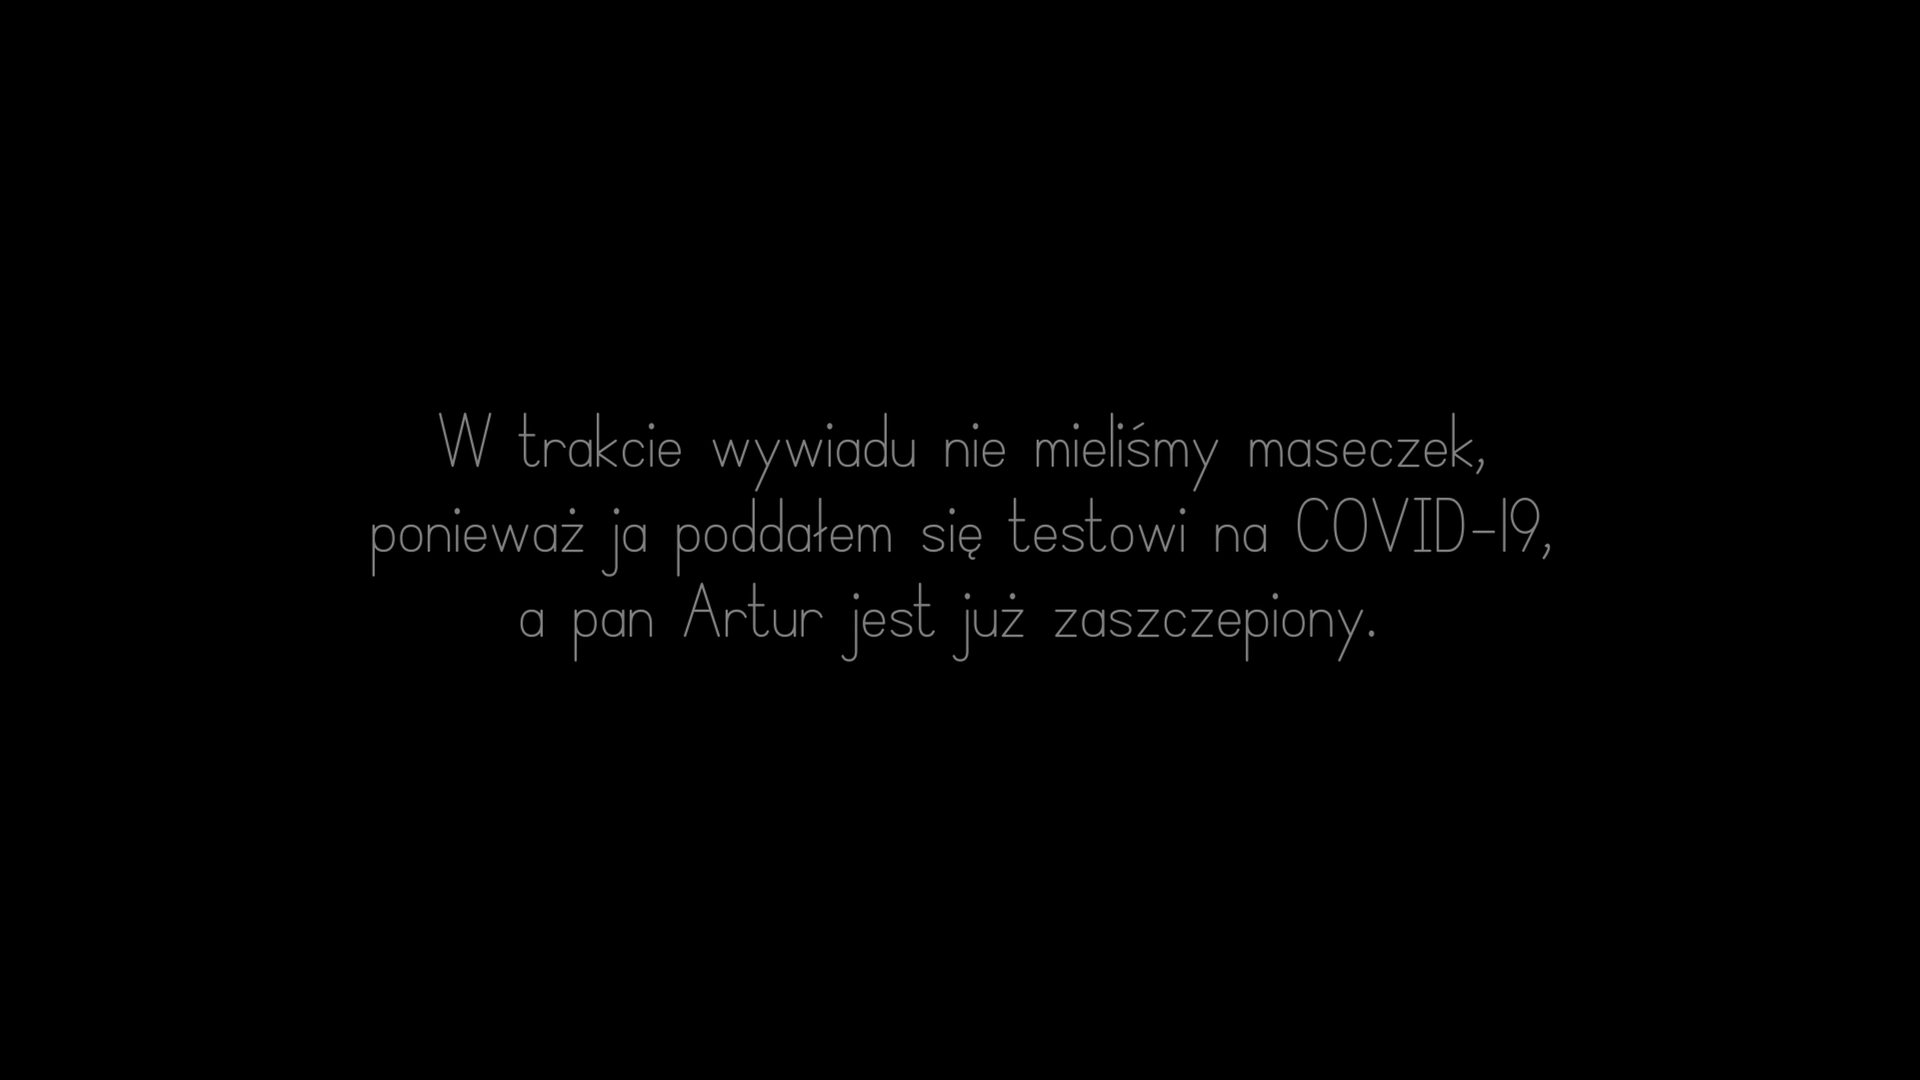 W trakcie wywiadu nie mieliśmy maseczek,
ponieważ ja poddałem się testowi na COVID-19,
a pan Artur jest już zaszczepiony.